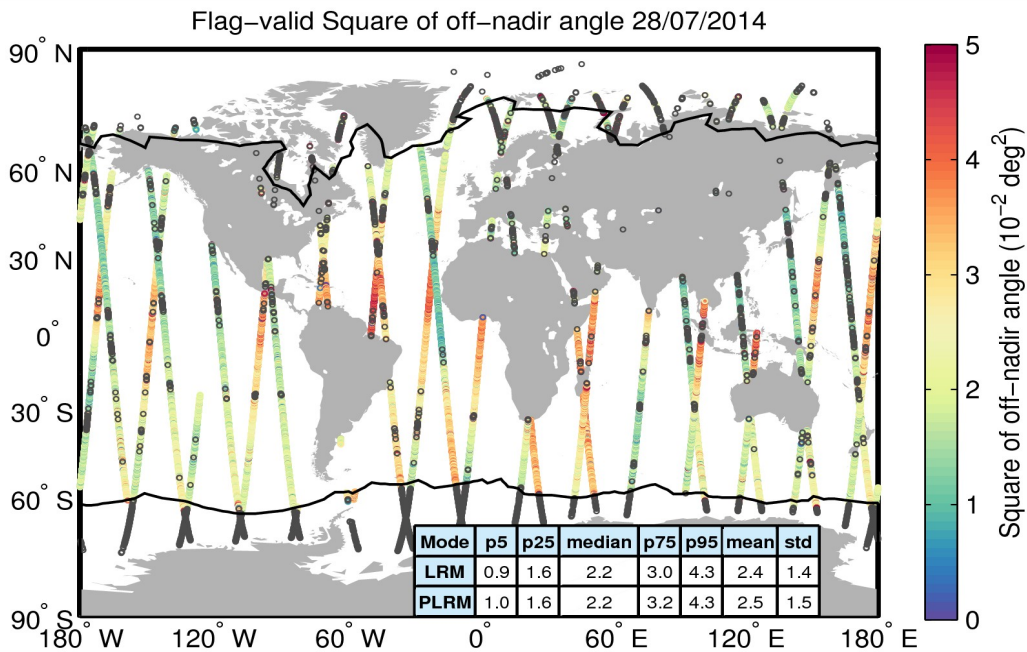 Flag−valid Square of off−nadir angle 28/07/2014
90° N
60° N
30° N
0°
30° S
60° S
90° S
180° W
120° W
60° W
0°
60° E
120° E
180° E
Mode p5 p25 median p75 p95 mean std
LRM 0.9 1.6 2.2 3.0 4.3 2.4 1.4
PLRM 1.0 1.6 2.2 3.2 4.3 2.5 1.5
5
4
3
2
1
0
Square of off−nadir angle (10⁻² deg²)